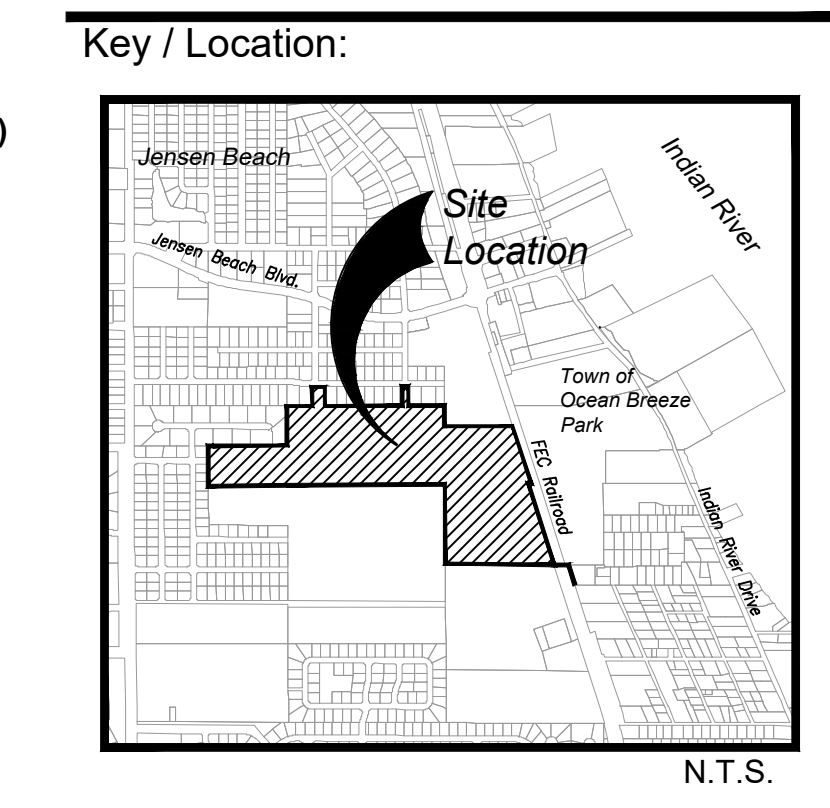 Key / Location:
)
Jensen Beach
Indian River
Site
Location
Jensen Beach Blvd.
Town of
Ocean Breeze
Park
FEC Railroad
Indian River Drive
N.T.S.